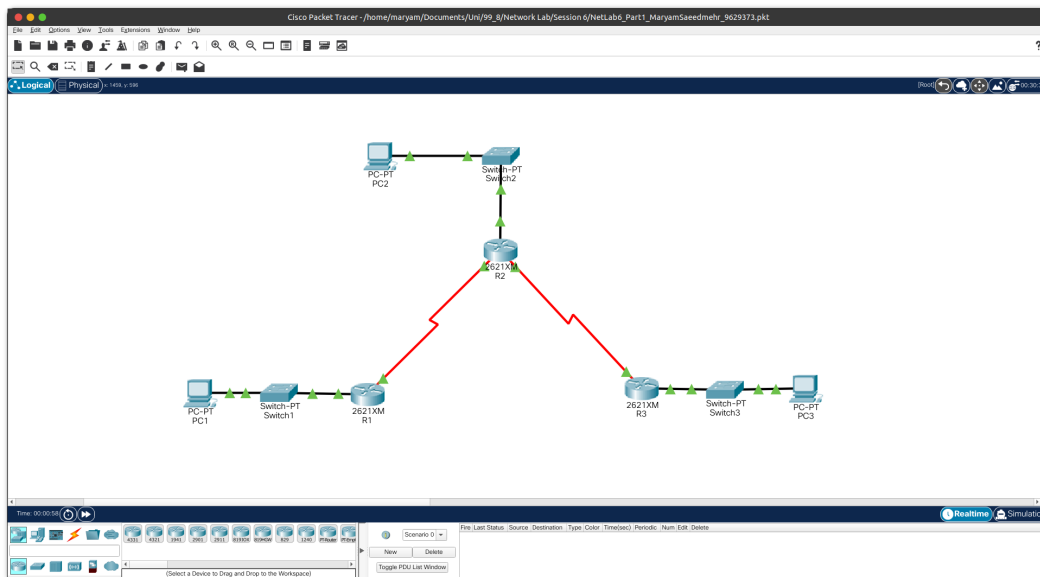 Cisco Packet Tracer - /home/maryam/Documents/Uni/99_8/Network Lab/Session 6/NetLab6_Part1_MaryamSaeedmehr_9629373.pkt
File Edit Options View Tools Extensions Window Help
?
Logical Physical x: 1459, y: 596 [Root] 00:30:
PC-PT
PC2
Switch-PT
Switch2
2621XM
R2
PC-PT
PC1
Switch-PT
Switch1
2621XM
R1
2621XM
R3
Switch-PT
Switch3
PC-PT
PC3
Time: 00:00:58 Realtime Simulatio
4331 4321 1941 2901 2911 819HGW 829 1240
Scenario 0
New Delete
Toggle PDU List Window
Fire Last Status Source Destination Type Color Time(sec) Periodic Num Edit Delete
(Select a Device to Drag and Drop to the Workspace)